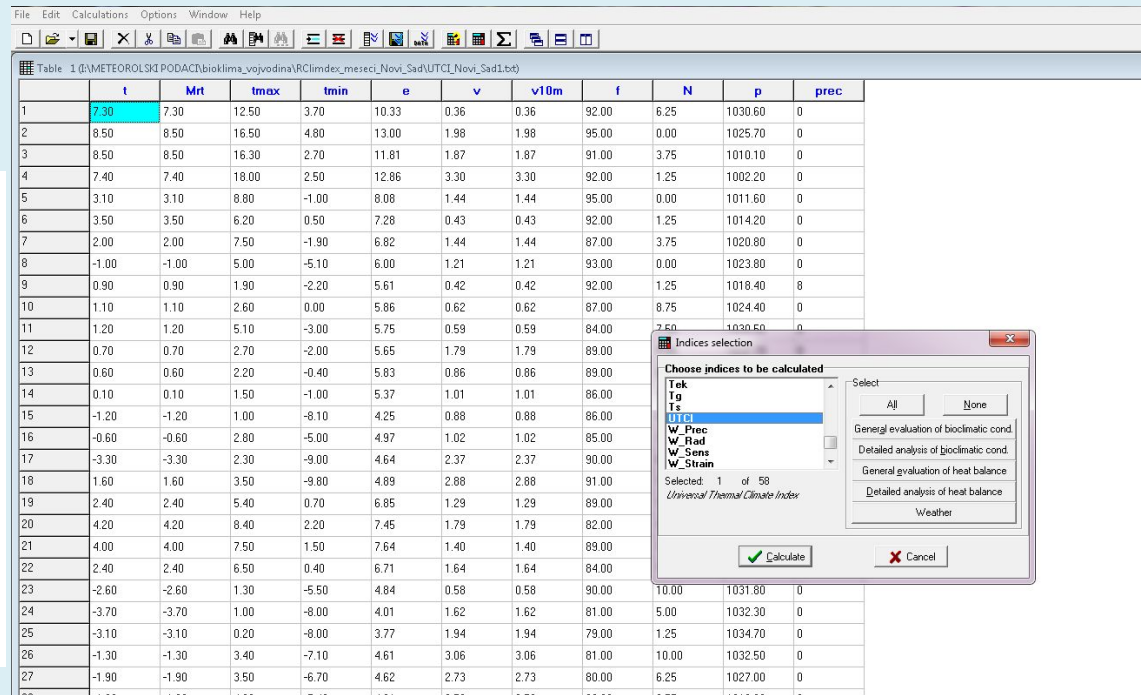 File Edit Calculations Options Window Help
DATA
Table 1 (I:\METEOROLSKI PODACI\bioklima_vojvodina\RClimdex_meseci_Novi_Sad\UTCI_Novi_Sad1.txt)
t Mrt tmax tmin e v v10m f N p prec
1 7.30 7.30 12.50 3.70 10.33 0.36 0.36 92.00 6.25 1030.60 0
2 8.50 8.50 16.50 4.80 13.00 1.98 1.98 95.00 0.00 1025.70 0
3 8.50 8.50 16.30 2.70 11.81 1.87 1.87 91.00 3.75 1010.10 0
4 7.40 7.40 18.00 2.50 12.86 3.30 3.30 92.00 1.25 1002.20 0
5 3.10 3.10 8.80 -1.00 8.08 1.44 1.44 95.00 0.00 1011.60 0
6 3.50 3.50 6.20 0.50 7.28 0.43 0.43 92.00 1.25 1014.20 0
7 2.00 2.00 7.50 -1.90 6.82 1.44 1.44 87.00 3.75 1020.80 0
8 -1.00 -1.00 5.00 -5.10 6.00 1.21 1.21 93.00 0.00 1023.80 0
9 0.90 0.90 1.90 -2.20 5.61 0.42 0.42 92.00 1.25 1018.40 8
10 1.10 1.10 2.60 0.00 5.86 0.62 0.62 87.00 8.75 1024.40 0
11 1.20 1.20 5.10 -3.00 5.75 0.59 0.59 84.00 7.50 1030.50 0
12 0.70 0.70 2.70 -2.00 5.65 1.79 1.79 89.00
13 0.60 0.60 2.20 -0.40 5.83 0.86 0.86 89.00
14 0.10 0.10 1.50 -1.00 5.37 1.01 1.01 86.00
15 -1.20 -1.20 1.00 -8.10 4.25 0.88 0.88 86.00
16 -0.60 -0.60 2.80 -5.00 4.97 1.02 1.02 85.00
17 -3.30 -3.30 2.30 -9.00 4.64 2.37 2.37 90.00
18 1.60 1.60 3.50 -9.80 4.89 2.88 2.88 91.00
19 2.40 2.40 5.40 0.70 6.85 1.29 1.29 89.00
20 4.20 4.20 8.40 2.20 7.45 1.79 1.79 82.00
21 4.00 4.00 7.50 1.50 7.64 1.40 1.40 89.00
22 2.40 2.40 6.50 0.40 6.71 1.64 1.64 84.00
23 -2.60 -2.60 1.30 -5.50 4.84 0.58 0.58 90.00 10.00 1031.80 0
24 -3.70 -3.70 1.00 -8.00 4.01 1.62 1.62 81.00 5.00 1032.30 0
25 -3.10 -3.10 0.20 -8.00 3.77 1.94 1.94 79.00 1.25 1034.70 0
26 -1.30 -1.30 3.40 -7.10 4.61 3.06 3.06 81.00 10.00 1032.50 0
27 -1.90 -1.90 3.50 -6.70 4.62 2.73 2.73 80.00 6.25 1027.00 0
Indices selection
Choose indices to be calculated
Tek
Tg
Ts
UTCI
W_Prec
W_Rad
W_Sens
W_Strain
Selected: 1 of 58
Universal Thermal Climate Index
Select
All None
General evaluation of bioclimatic cond.
Detailed analysis of bioclimatic cond.
General evaluation of heat balance
Detailed analysis of heat balance
Weather
Calculate Cancel